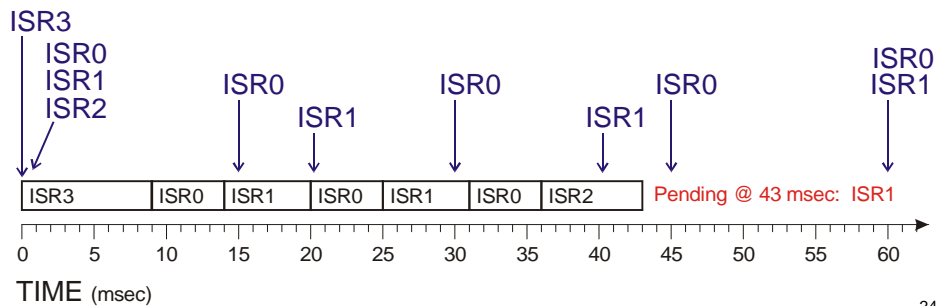 ISR3
ISR0
ISR1
ISR2
ISR0
ISR1
ISR0
ISR1
ISR0
ISR0
ISR1
ISR3 ISR0 ISR1 ISR0 ISR1 ISR0 ISR2 Pending @ 43 msec: ISR1
0 5 10 15 20 25 30 35 40 45 50 55 60
TIME (msec)